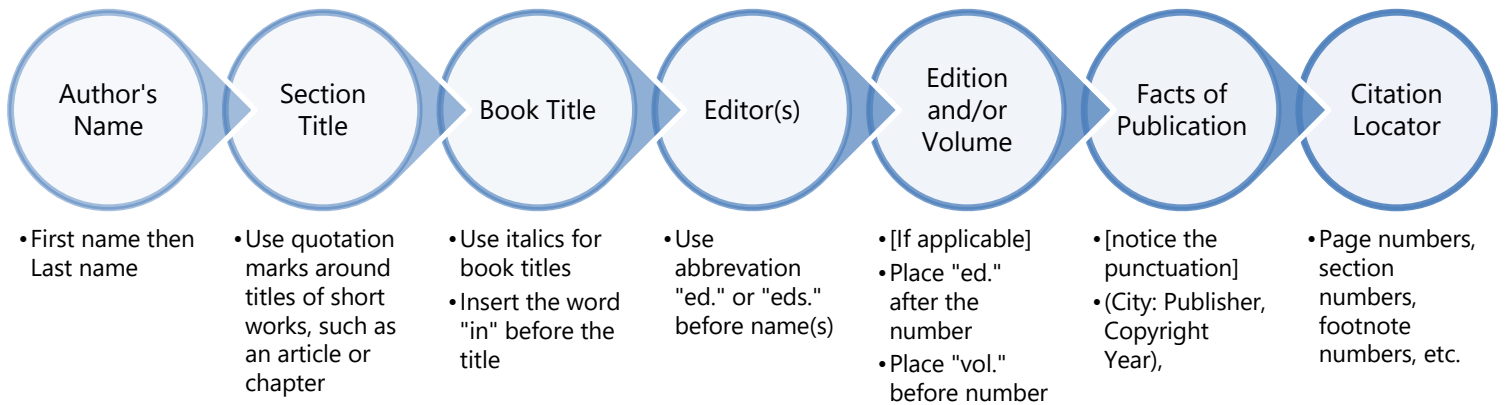 Author's
Name
Section
Title
Book Title
Editor(s)
Edition
and/or
Volume
Facts of
Publication
Citation
Locator
•First name then
Last name
•Use quotation
marks around
titles of short
works, such as
an article or
chapter
•Use italics for
book titles
•Insert the word
"in" before the
title
•Use
abbrevation
"ed." or "eds."
before name(s)
•[If applicable]
•Place "ed."
after the
number
•Place "vol."
before number
•[notice the
punctuation]
•(City: Publisher,
Copyright
Year),
•Page numbers,
section
numbers,
footnote
numbers, etc.